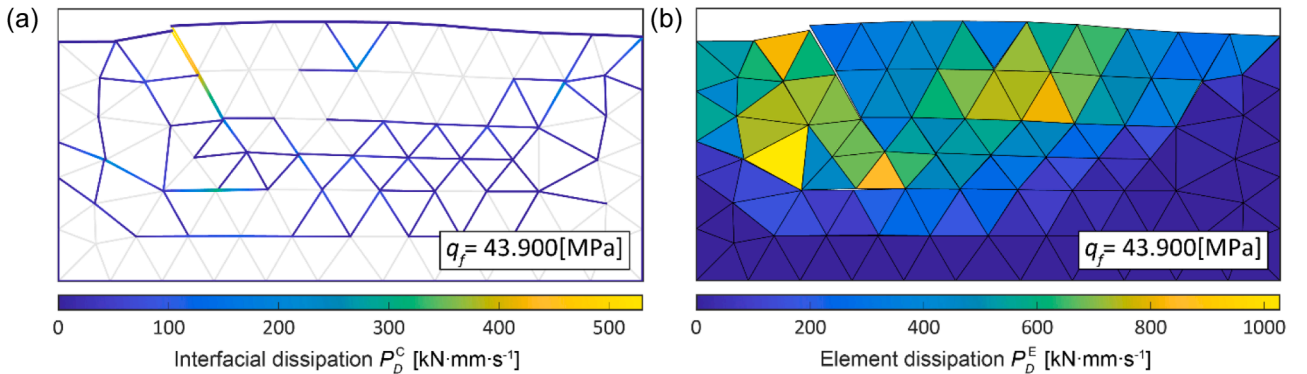 (a)
q_f = 43.900[MPa]
0 100 200 300 400 500
Interfacial dissipation P_D^C [kN·mm·s⁻¹]
(b)
q_f = 43.900[MPa]
0 200 400 600 800 1000
Element dissipation P_D^E [kN·mm·s⁻¹]